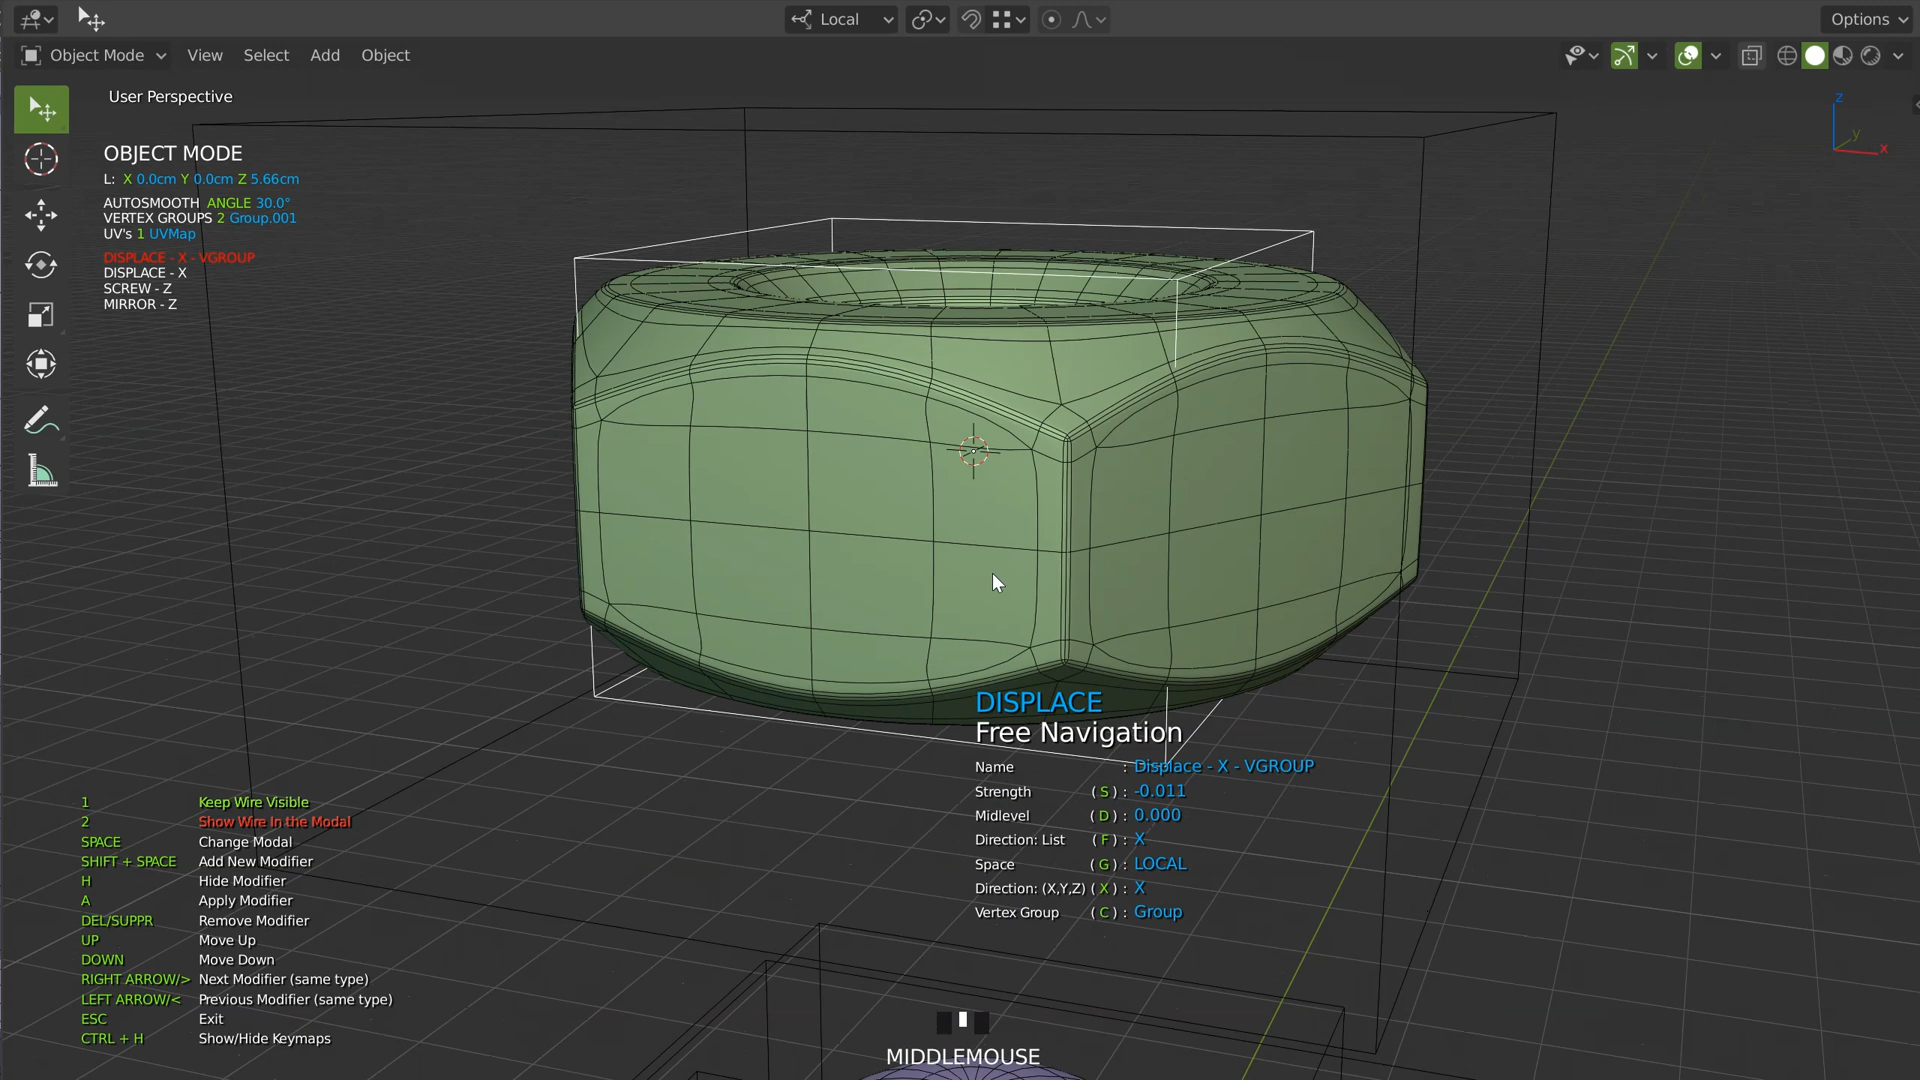 Local
Options
Object Mode
View
Select
Add
Object
User Perspective
z
y
x
OBJECT MODE
L: X 0.0cm Y 0.0cm Z 5.66cm
AUTOSMOOTH ANGLE 30.0°
VERTEX GROUPS 2 Group.001
UV's 1 UVMap
DISPLACE - X - VGROUP
DISPLACE - X
SCREW - Z
MIRROR - Z
DISPLACE
Free Navigation
Name : Displace - X - VGROUP
Strength ( S ) : -0.011
Midlevel ( D ) : 0.000
Direction: List ( F ) : X
Space ( G ) : LOCAL
Direction: (X,Y,Z) ( X ) : X
Vertex Group ( C ) : Group
1 Keep Wire Visible
2 Show Wire In the Modal
SPACE Change Modal
SHIFT + SPACE Add New Modifier
H Hide Modifier
A Apply Modifier
DEL/SUPPR Remove Modifier
UP Move Up
DOWN Move Down
RIGHT ARROW/> Next Modifier (same type)
LEFT ARROW/< Previous Modifier (same type)
ESC Exit
CTRL + H Show/Hide Keymaps
MIDDLEMOUSE